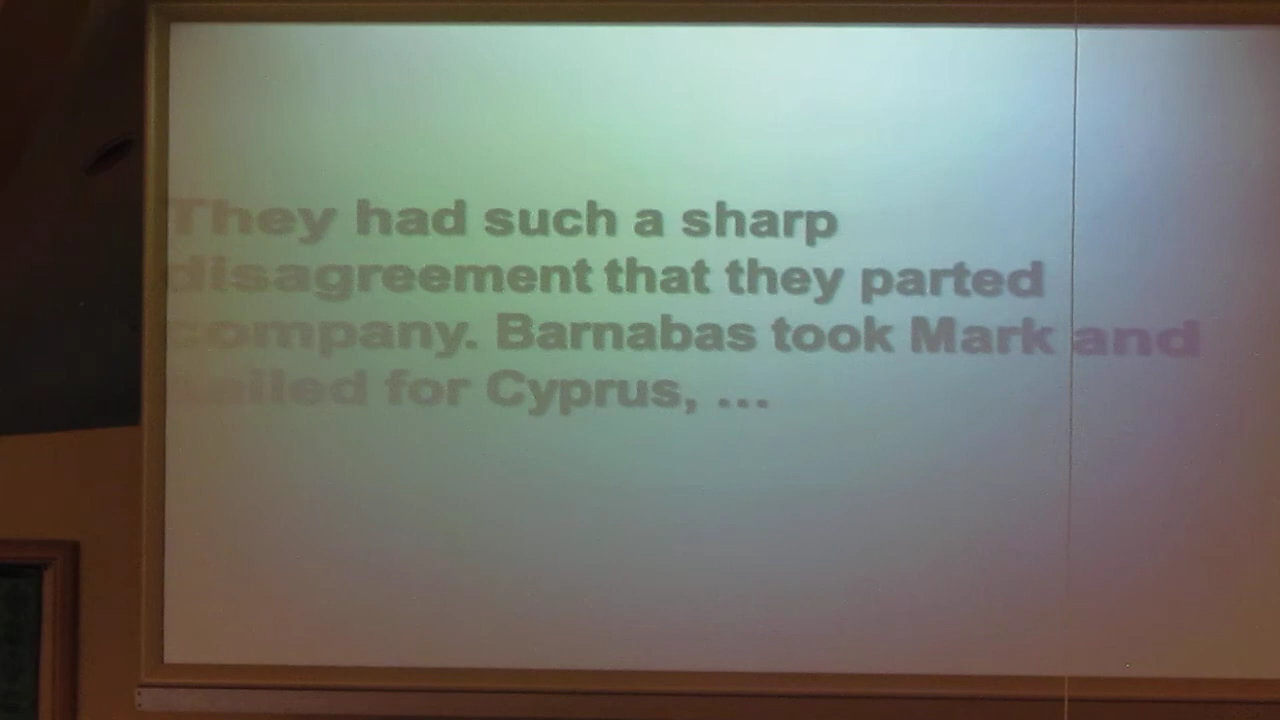 They had such a sharp
disagreement that they parted
company. Barnabas took Mark and
sailed for Cyprus, ...